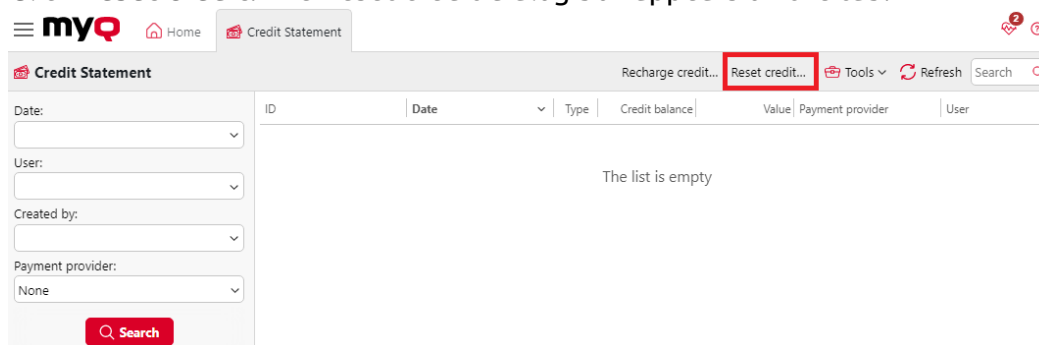 myQ
Home
Credit Statement
2
Credit Statement
Recharge credit...
Reset credit...
Tools
Refresh
Search
Date:
ID
Date
Type
Credit balance
Value
Payment provider
User
User:
The list is empty
Created by:
Payment provider:
None
Search